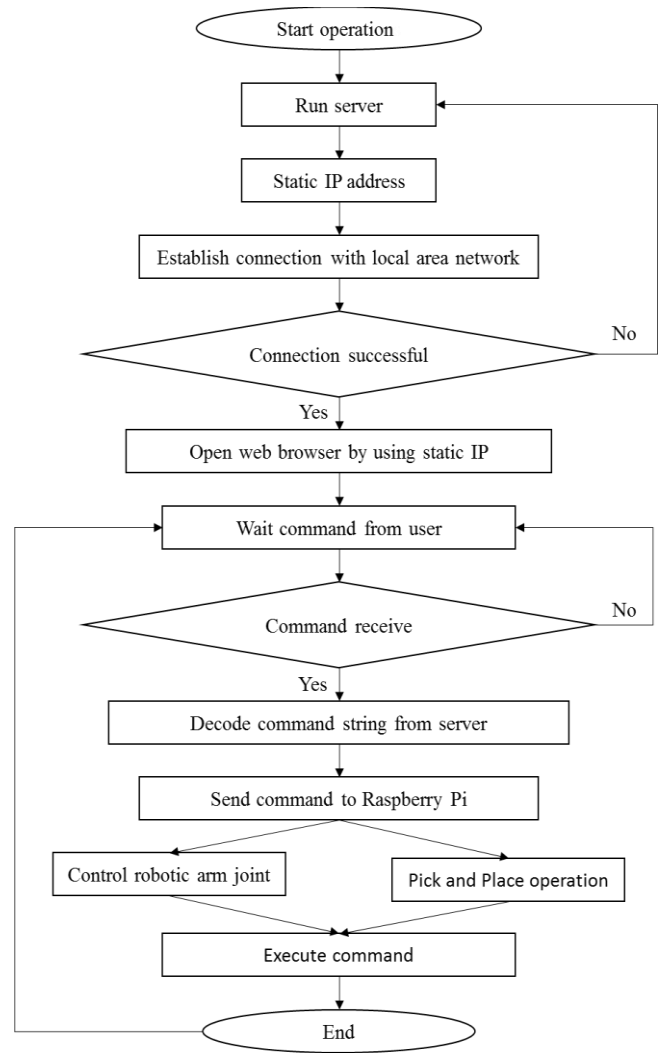 Start operation
Run server
Static IP address
Establish connection with local area network
Connection successful
No
Yes
Open web browser by using static IP
Wait command from user
Command receive
No
Yes
Decode command string from server
Send command to Raspberry Pi
Control robotic arm joint
Pick and Place operation
Execute command
End